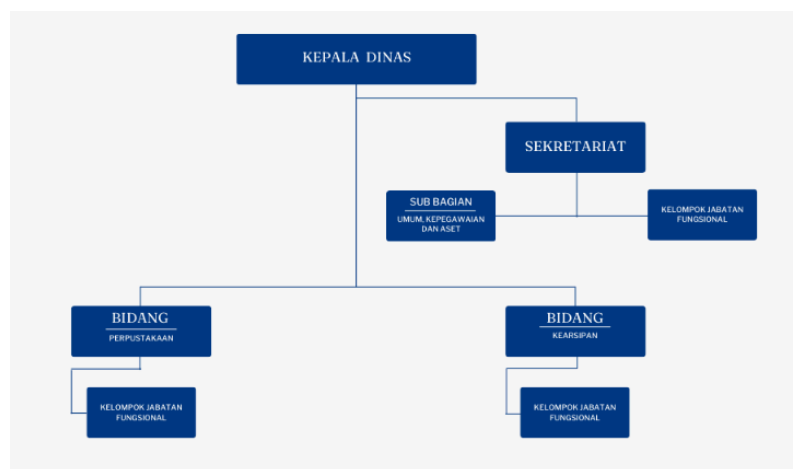 KEPALA DINAS
SEKRETARIAT
SUB BAGIAN
UMUM, KEPEGAWAIAN
DAN ASET
KELOMPOK JABATAN
FUNGSIONAL
BIDANG
PERPUSTAKAAN
KELOMPOK JABATAN
FUNGSIONAL
BIDANG
KEARSIPAN
KELOMPOK JABATAN
FUNGSIONAL